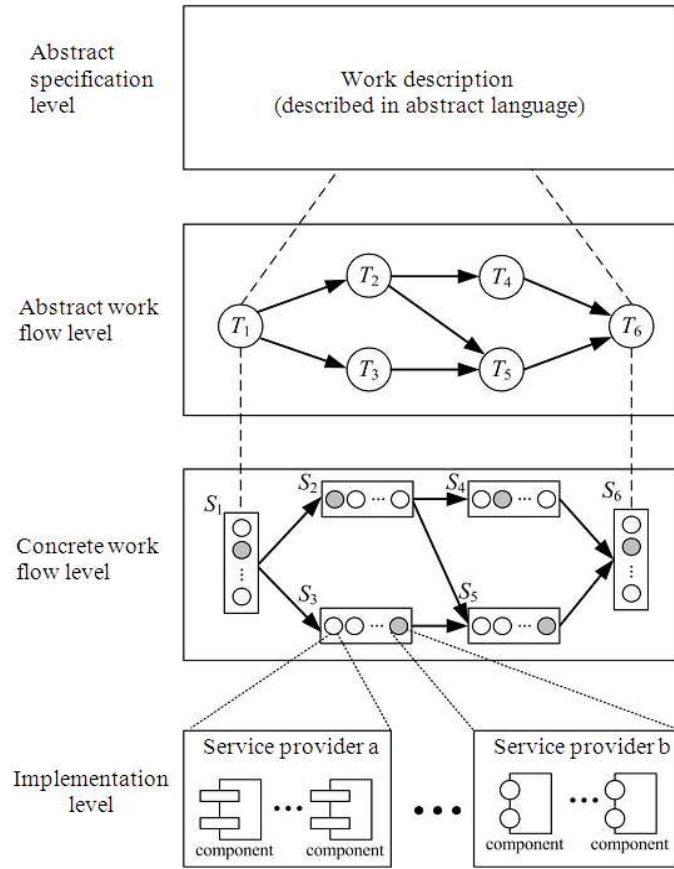 Abstract
specification
level
Work description
(described in abstract language)
Abstract work
flow level
T1
T2
T4
T3
T5
T6
Concrete work
flow level
S1
S2
...
S4
...
S6
...
...
S3
...
S5
...
Implementation
level
Service provider a
...
component component
...
Service provider b
...
component component